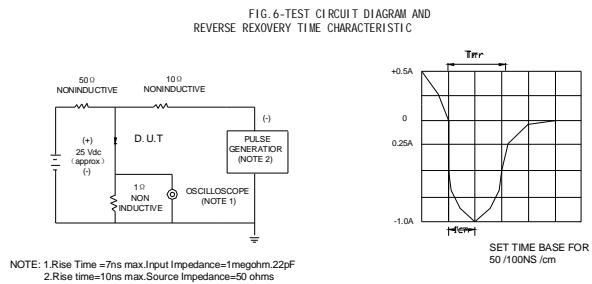 FIG.6-TEST CIRCUIT DIAGRAM AND
REVERSE REXOVERY TIME CHARACTERISTIC
50Ω
NONINDUCTIVE
10Ω
NONINDUCTIVE
(+)
25 Vdc
(approx)
(-)
D.U.T
1Ω
NON
INDUCTIVE
OSCILLOSCOPE
(NOTE 1)
(-)
PULSE
GENERATIOR
(NOTE 2)
Trr
+0.5A
0
0.25A
-1.0A
SET TIME BASE FOR
50 /100NS /cm
NOTE: 1.Rise Time =7ns max.Input Impedance=1megohm.22pF
2.Rise time=10ns max.Source Impedance=50 ohms